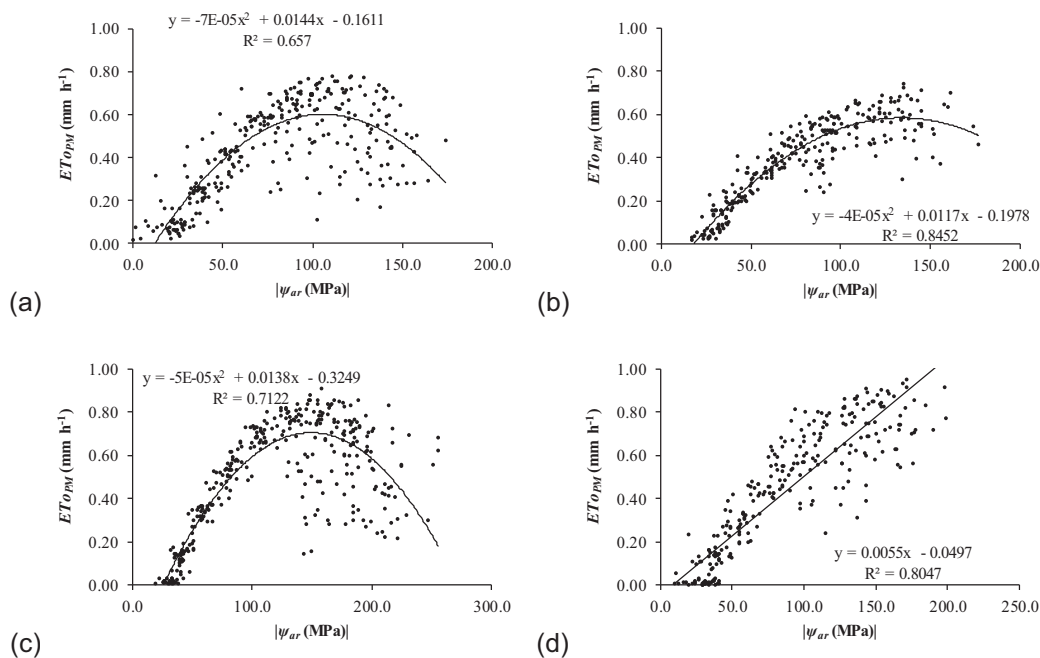 y = -7E-05x² + 0.0144x - 0.1611
R² = 0.657
1.00
0.80
0.60
0.40
0.20
0.00
0.0 50.0 100.0 150.0 200.0
ETo_PM (mm h⁻¹)
|ψ_ar (MPa)|
(a)
1.00
0.80
0.60
0.40
0.20
0.00
0.0 50.0 100.0 150.0 200.0
ETo_PM (mm h⁻¹)
|ψ_ar (MPa)|
y = -4E-05x² + 0.0117x - 0.1978
R² = 0.8452
(b)
y = -5E-05x² + 0.0138x - 0.3249
R² = 0.7122
1.00
0.80
0.60
0.40
0.20
0.00
0.0 100.0 200.0 300.0
ETo_PM (mm h⁻¹)
|ψ_ar (MPa)|
(c)
1.00
0.80
0.60
0.40
0.20
0.00
0.0 50.0 100.0 150.0 200.0 250.0
ETo_PM (mm h⁻¹)
|ψ_ar (MPa)|
y = 0.0055x - 0.0497
R² = 0.8047
(d)